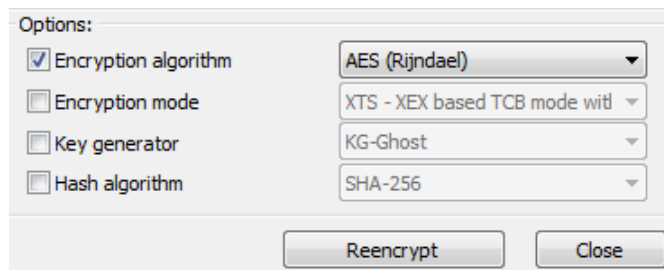 Options:
Encryption algorithm AES (Rijndael)
Encryption mode XTS - XEX based TCB mode with
Key generator KG-Ghost
Hash algorithm SHA-256
Reencrypt Close